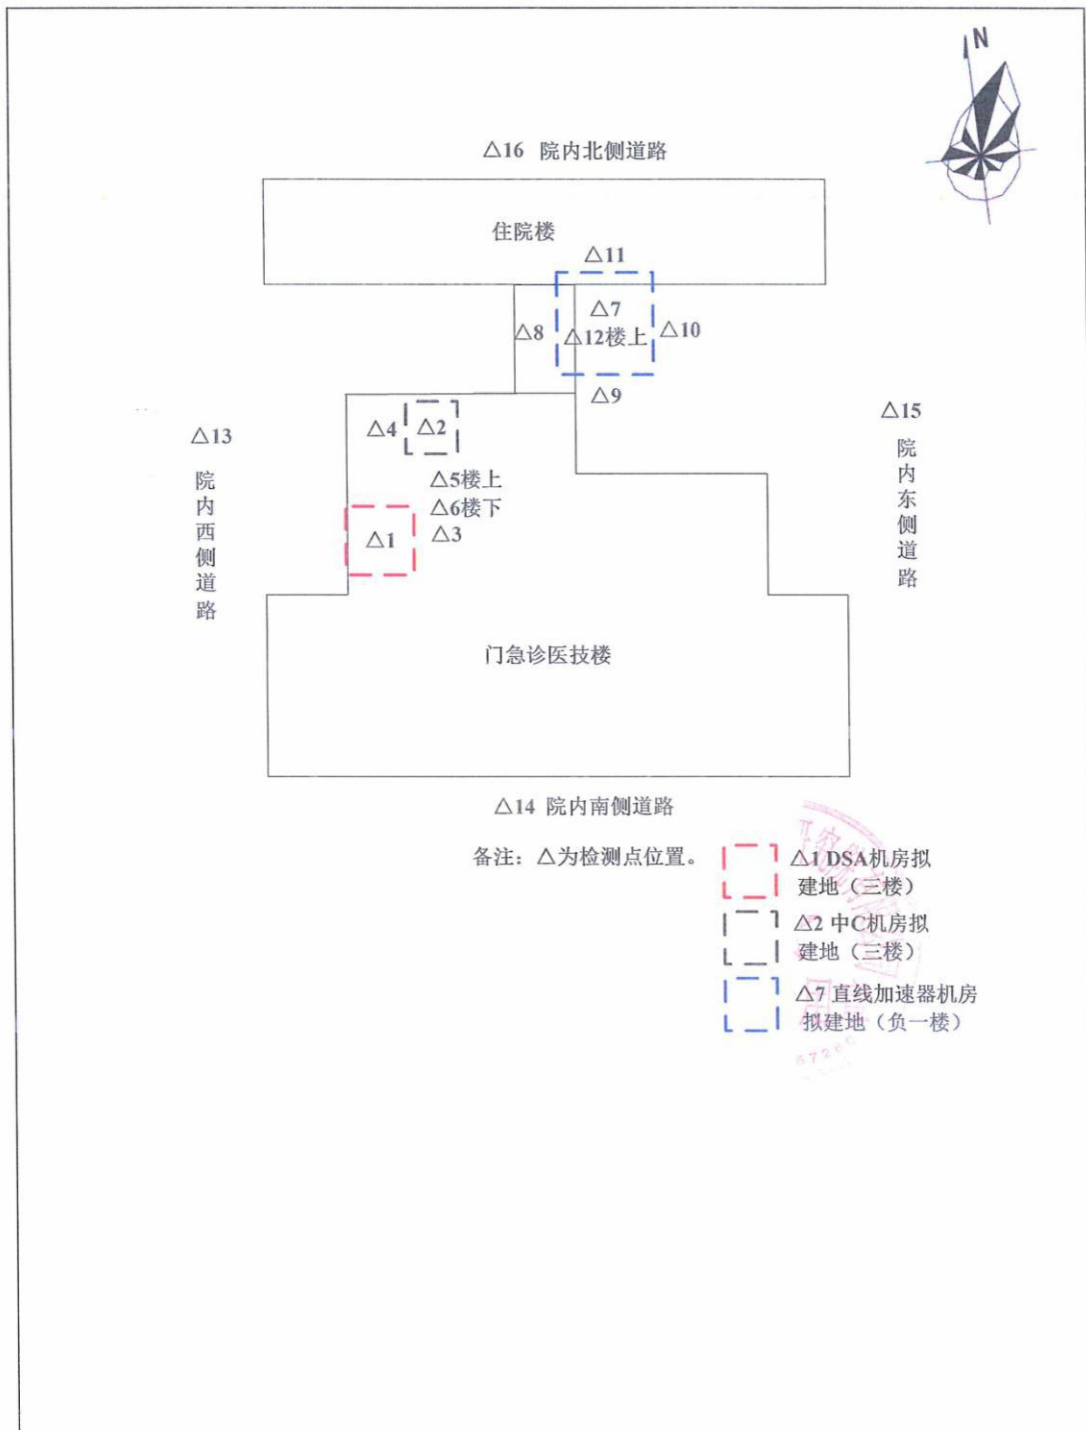 N
△16 院内北侧道路
住院楼
△11
△7
△8
△12楼上
△10
△9
△15
院内东侧道路
△13
院内西侧道路
△4
△2
△5楼上
△6楼下
△3
△1
门急诊医技楼
△14 院内南侧道路
备注：△为检测点位置。
△1 DSA机房拟
建地（三楼）
△2 中C机房拟
建地（三楼）
△7 直线加速器机房
拟建地（负一楼）